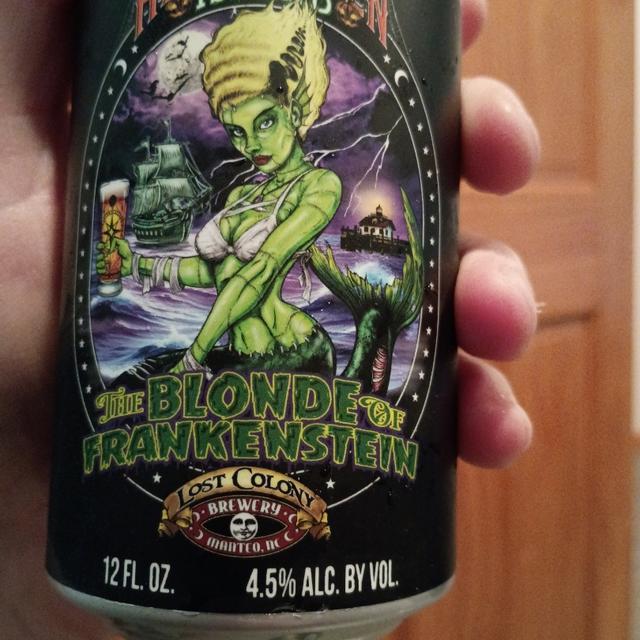 THE BLONDE OF
FRANKENSTEIN
LOST COLONY
BREWERY
MANTEO, NC
12 FL. OZ.
4.5% ALC. BY VOL.